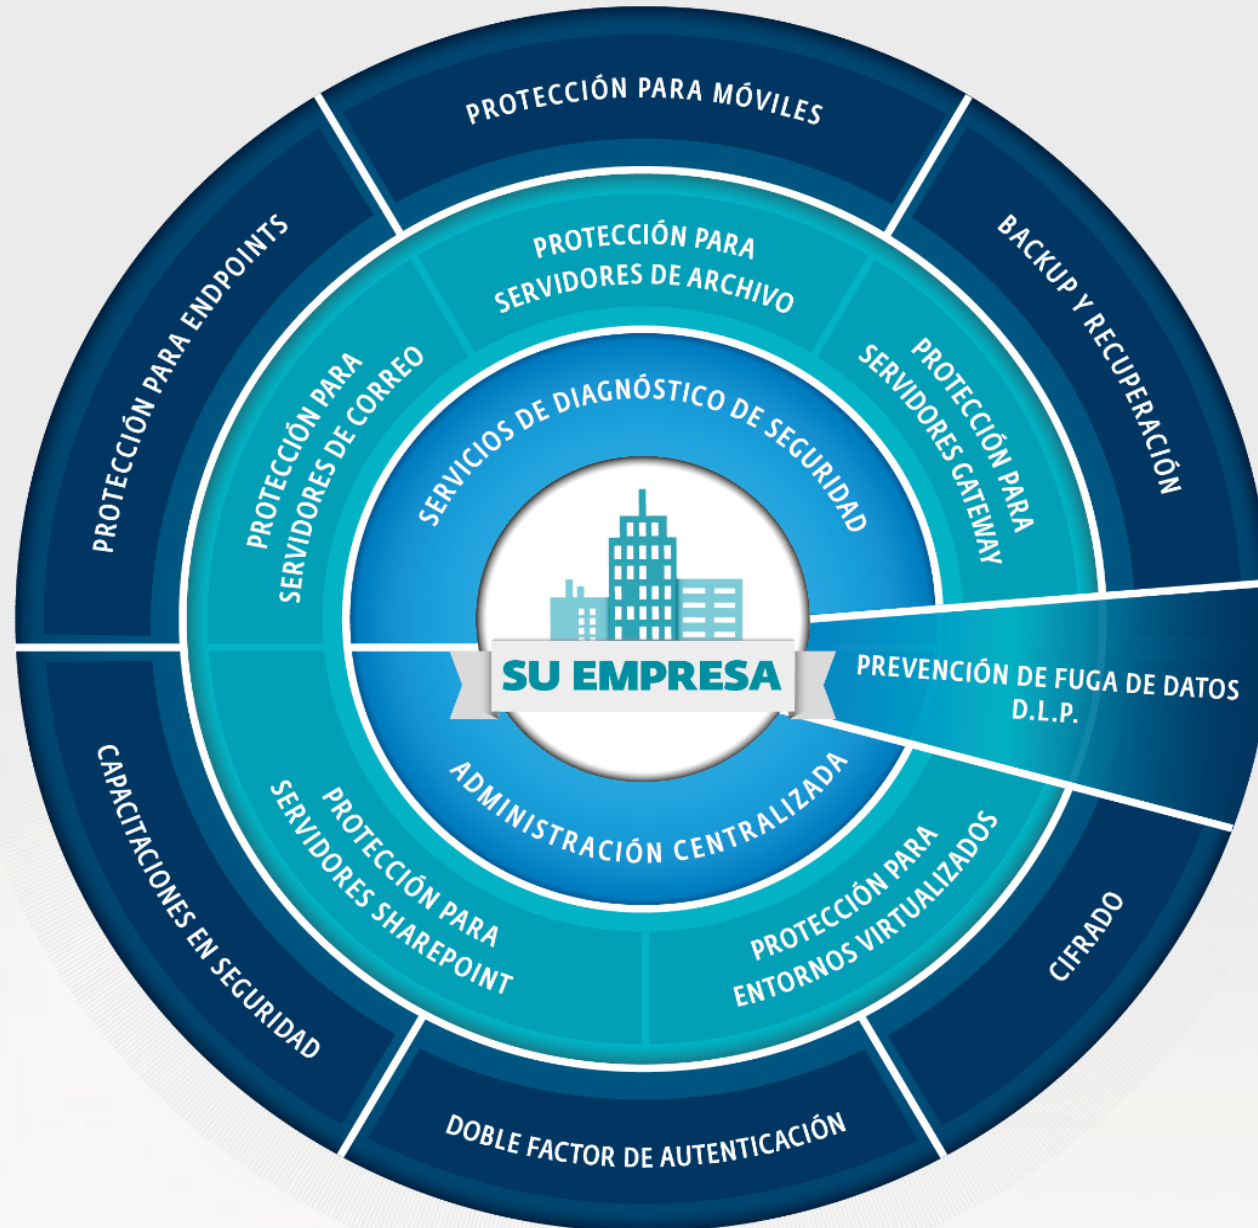 PROTECCIÓN PARA MÓVILES
BACKUP Y RECUPERACIÓN
PREVENCIÓN DE FUGA DE DATOS
D.L.P.
CIFRADO
DOBLE FACTOR DE AUTENTICACIÓN
CAPACITACIONES EN SEGURIDAD
PROTECCIÓN PARA ENDPOINTS
PROTECCIÓN PARA
SERVIDORES DE ARCHIVO
PROTECCIÓN PARA
SERVIDORES GATEWAY
PROTECCIÓN PARA
ENTORNOS VIRTUALIZADOS
PROTECCIÓN PARA
SERVIDORES SHAREPOINT
PROTECCIÓN PARA
SERVIDORES DE CORREO
SERVICIOS DE DIAGNÓSTICO DE SEGURIDAD
ADMINISTRACIÓN CENTRALIZADA
SU EMPRESA